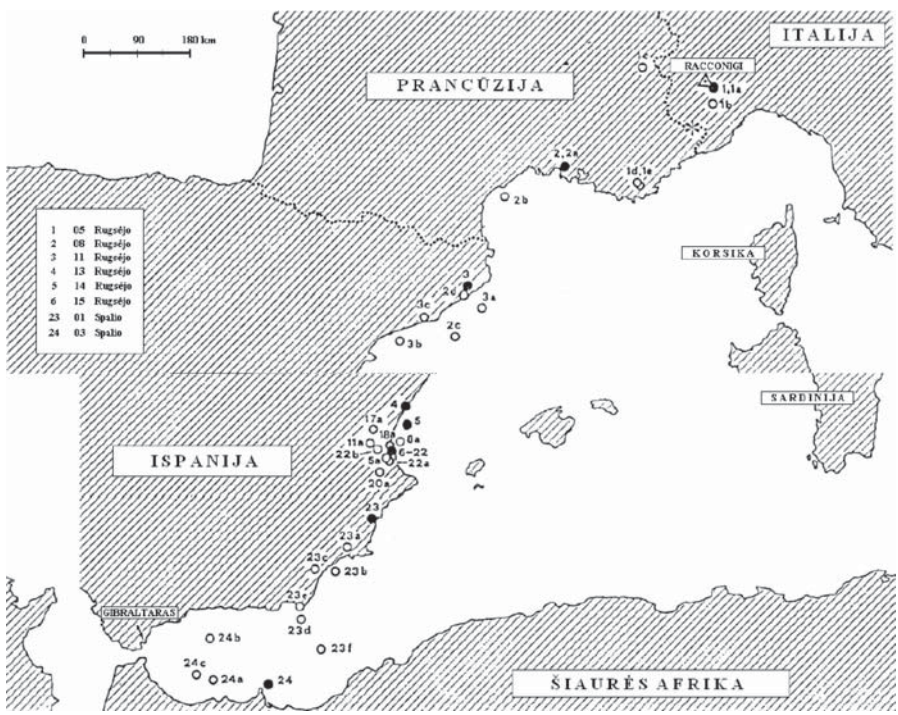 0 90 180 km
ITALIJA
RACCONIGI
PRANCŪZIJA
1,1a
1b
2,2a
1d,1e
2b
1 05 Rugsėjo
2 08 Rugsėjo
3 11 Rugsėjo
4 13 Rugsėjo
5 14 Rugsėjo
6 15 Rugsėjo
23 01 Spalio
24 03 Spalio
KORSIKA
3
2d
3a
3c
2c
3b
SARDINIJA
4
17a
5
18a
11a
22b
6-22
5a
22a
20a
ISPANIJA
23
23a
23c
23b
GIBRALTARAS
23d
24b
23f
24c
24a
24
ŠIAURĖS AFRIKA